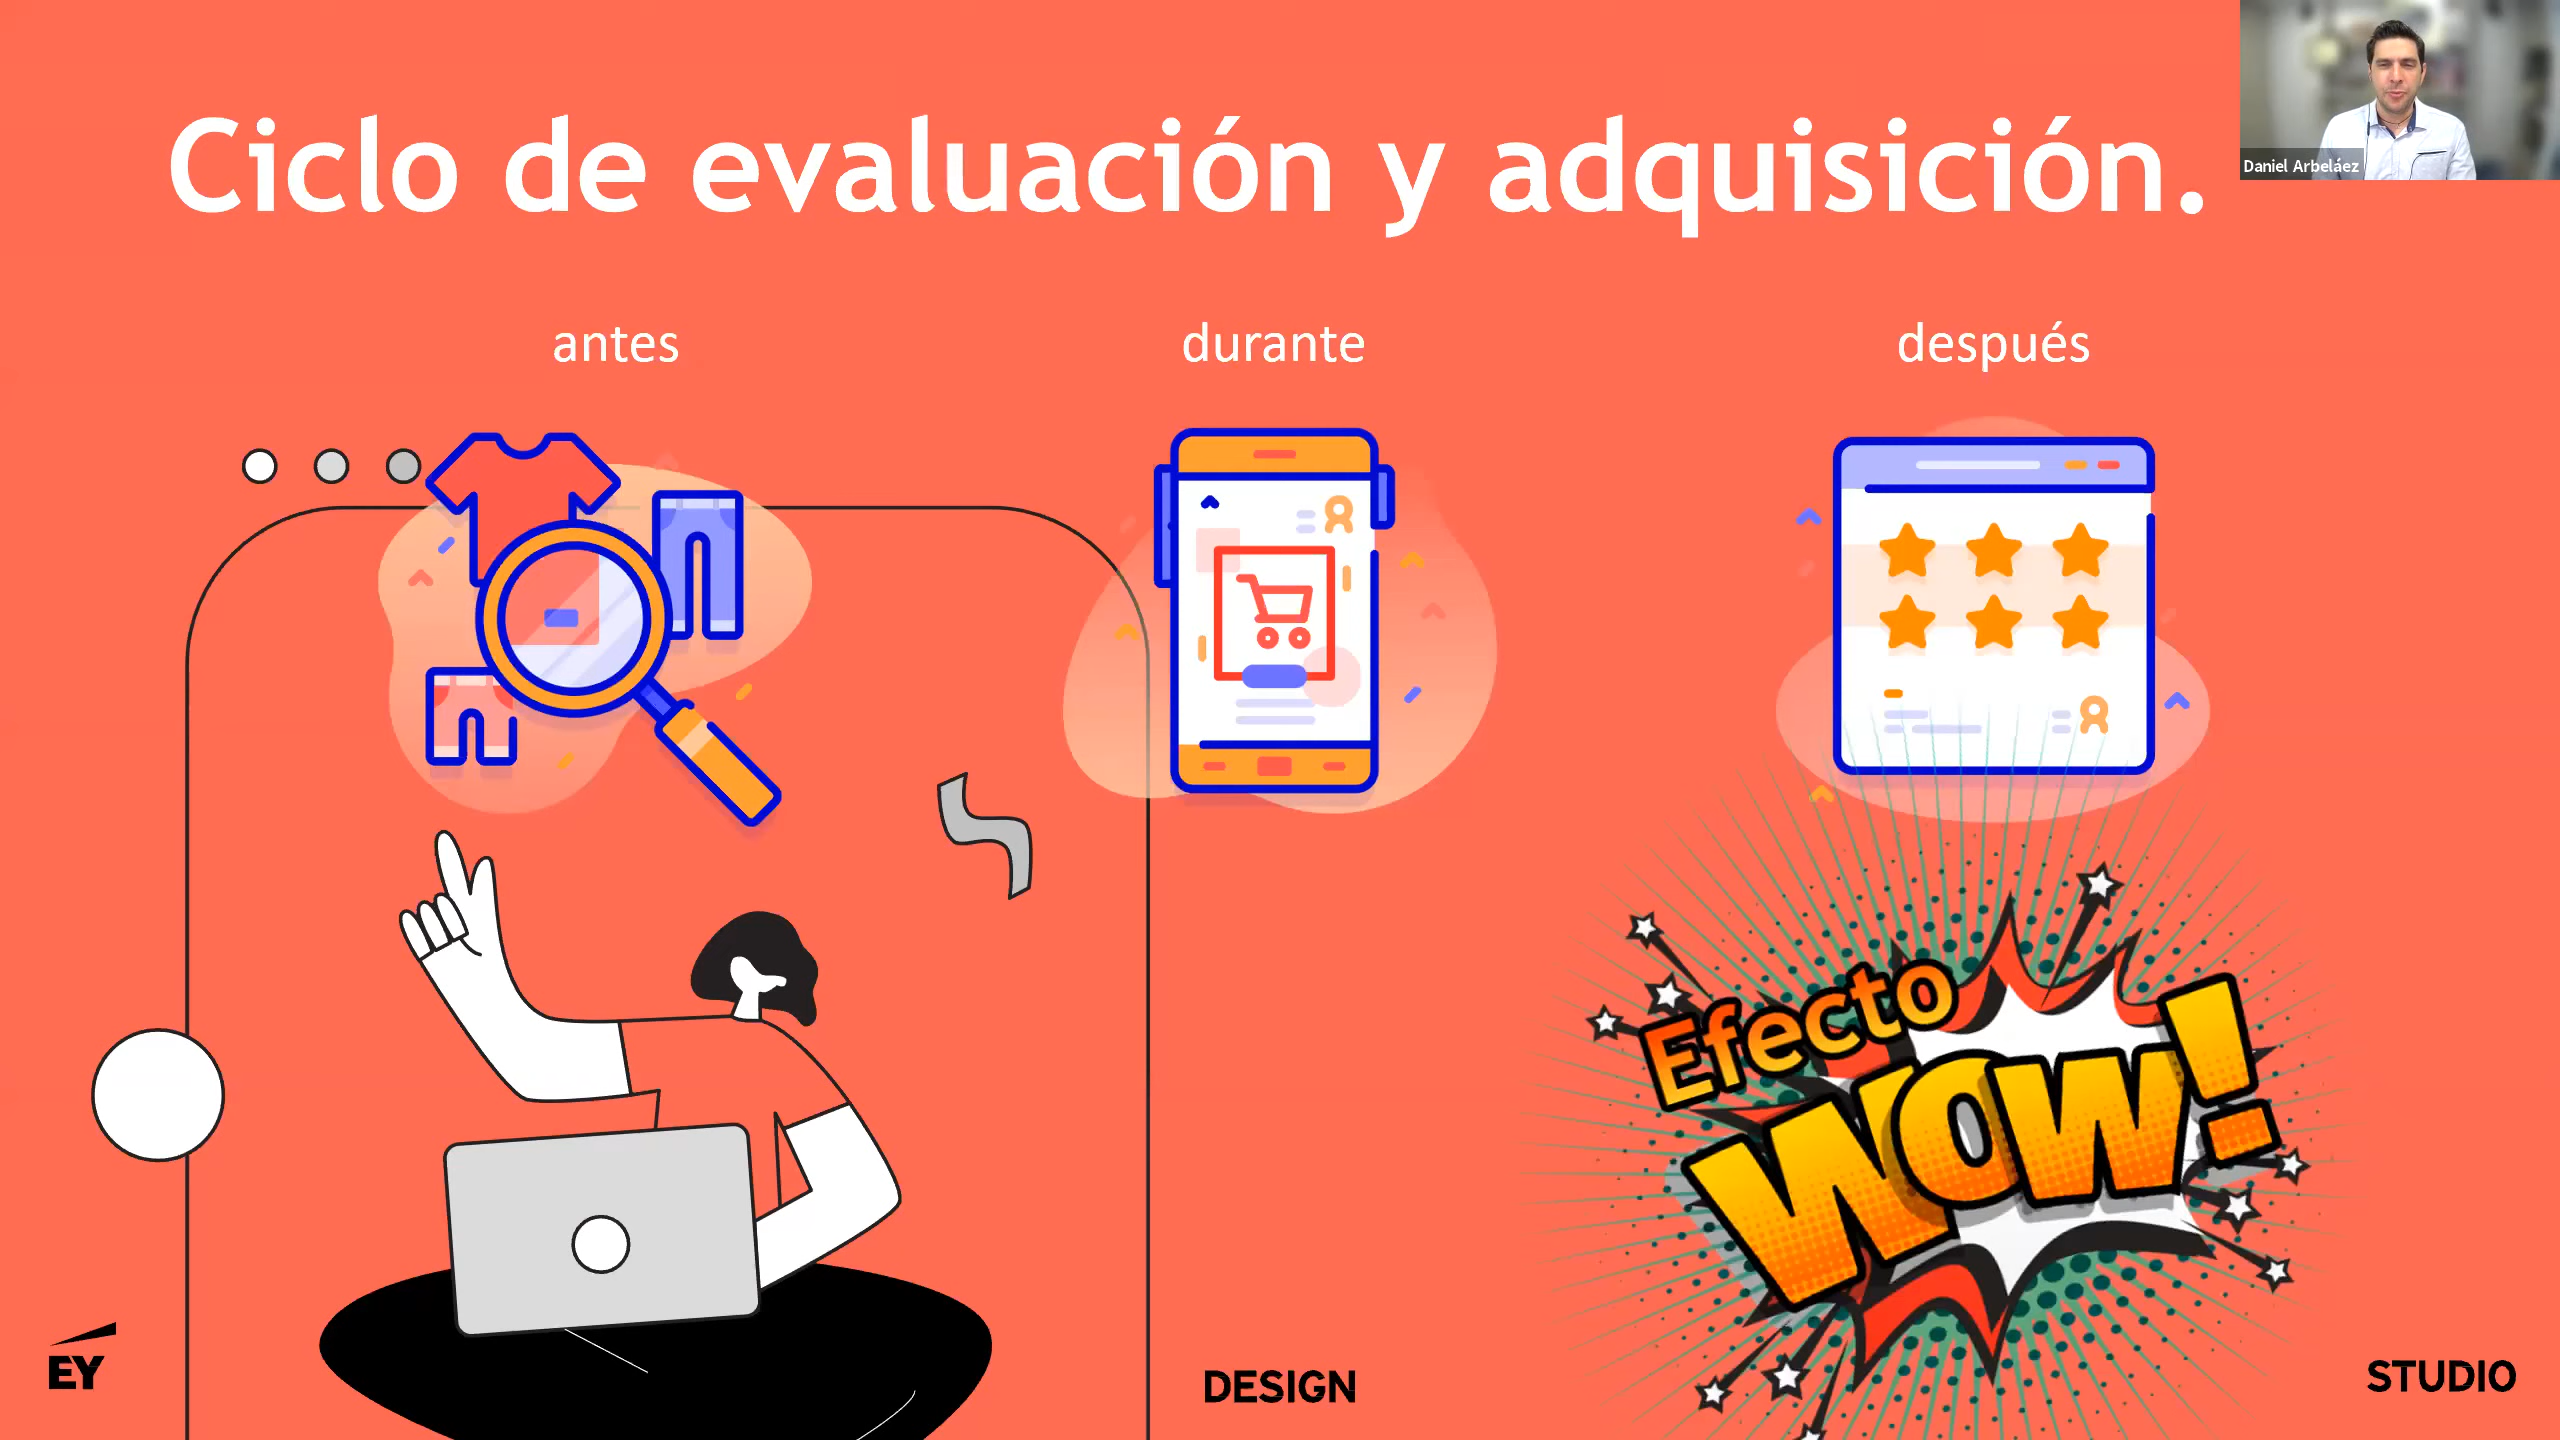 Ciclo de evaluación y adquisición.
Daniel Arbeláez
antes
durante
después
Efecto
WOW!
EY
DESIGN
STUDIO